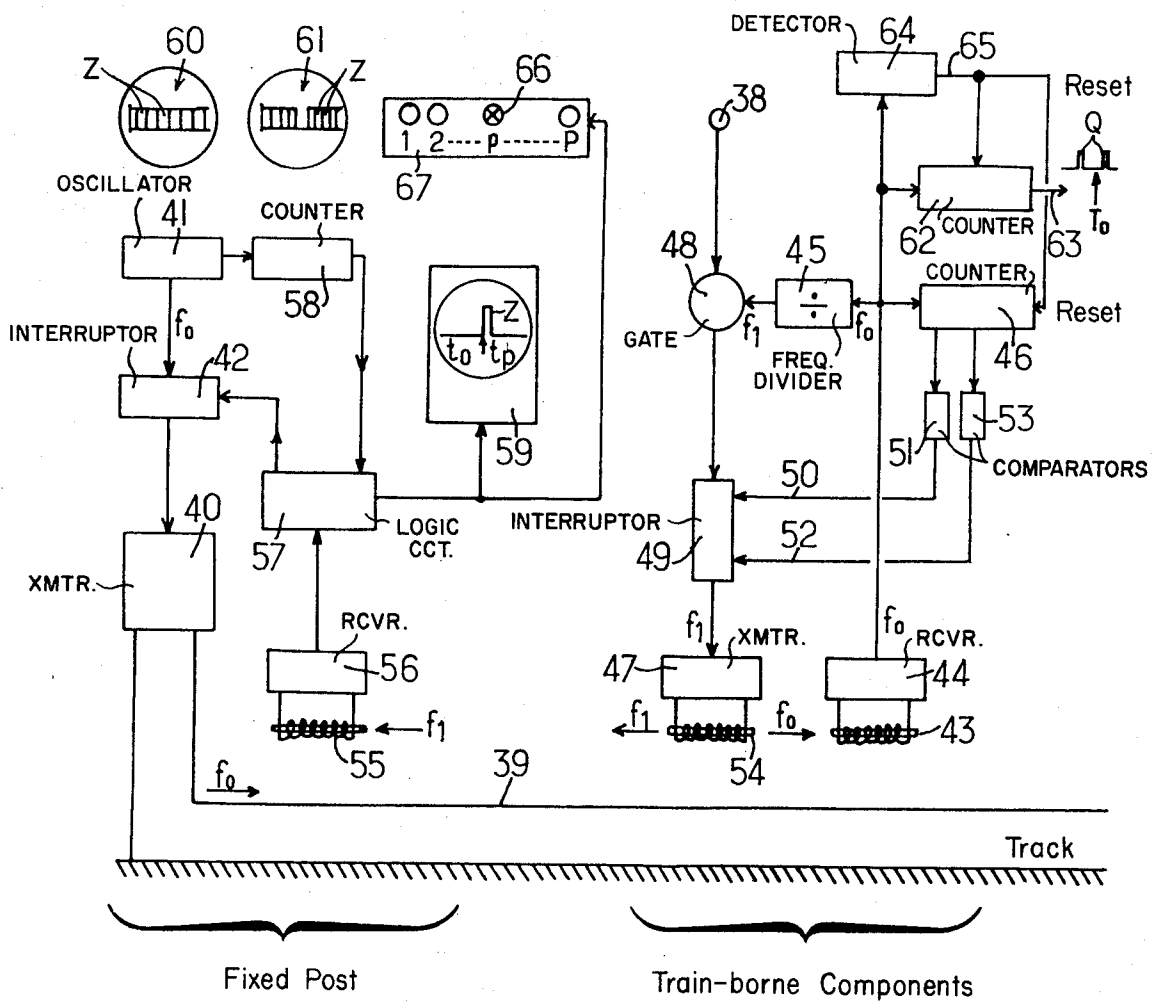 60
61
Z
Z
66
1 2 ---- p ------ P
67
DETECTOR
64
65
38
Reset
Q
T₀
62
COUNTER
63
OSCILLATOR
41
COUNTER
58
f₀
INTERRUPTOR
42
Z
t₀ tp
59
48
GATE
f₁
45
÷
f₀
FREQ.
DIVIDER
COUNTER
46
Reset
51
53
COMPARATORS
50
52
INTERRUPTOR
49
57
LOGIC
CCT.
40
XMTR.
RCVR.
56
f₁
55
f₁
XMTR.
47
f₁
f₀
54
f₀
RCVR.
44
43
f₀
39
Track
Fixed Post
Train-borne Components